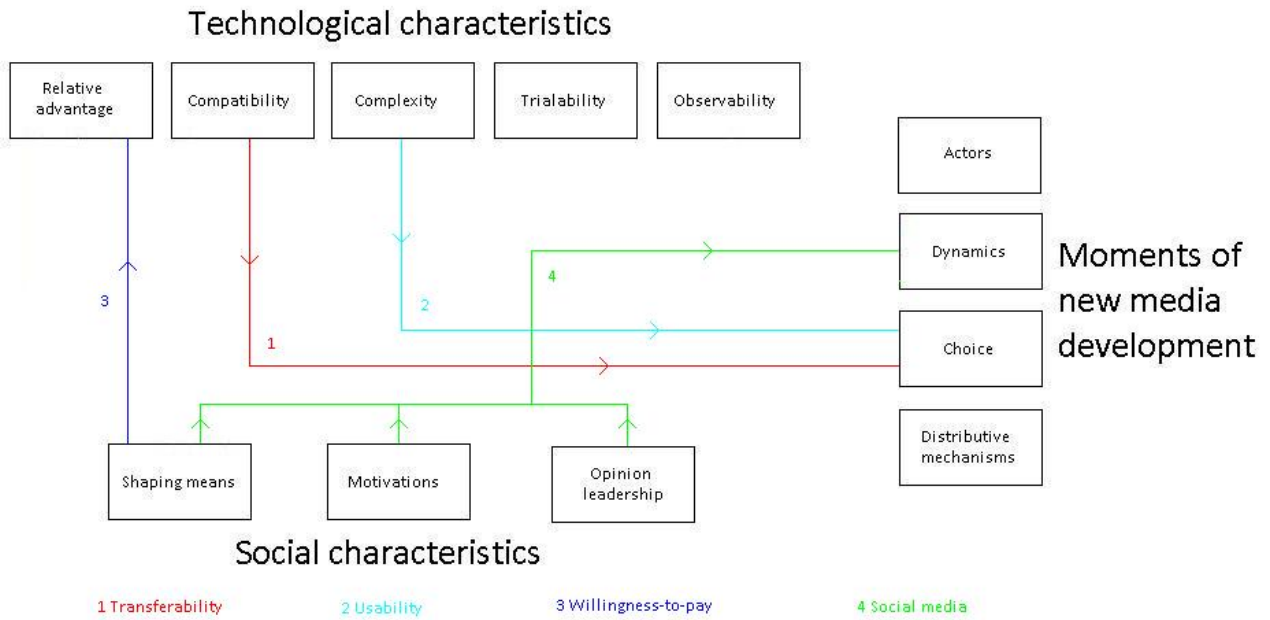 Technological characteristics
Relative
advantage
Compatibility
Complexity
Trialability
Observability
Actors
Dynamics
Choice
Distributive
mechanisms
Moments of
new media
development
4
3
2
1
Shaping means
Motivations
Opinion
leadership
Social characteristics
1 Transferability
2 Usability
3 Willingness-to-pay
4 Social media